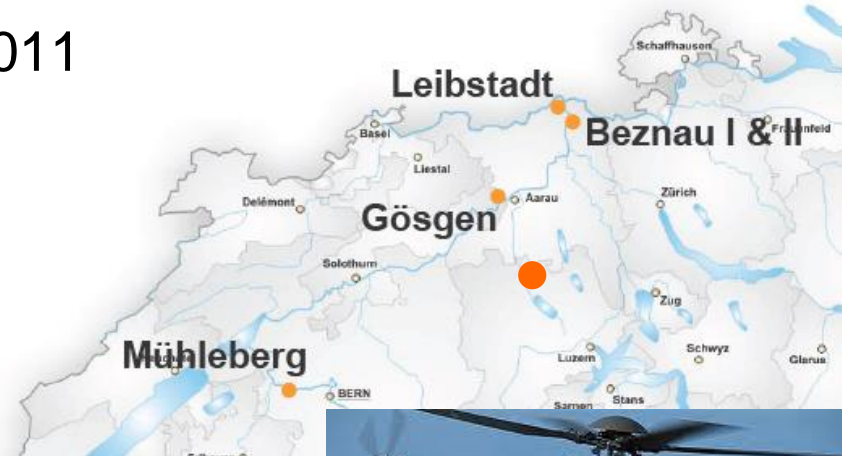 011
Schaffhausen
Leibstadt
Basel
Beznau I & II
Liestal
Delémont
Aarau
Zürich
Gösgen
Solothurn
Zug
Mühleberg
Luzern
Schwyz
Glarus
BERN
Stans
Sarnen